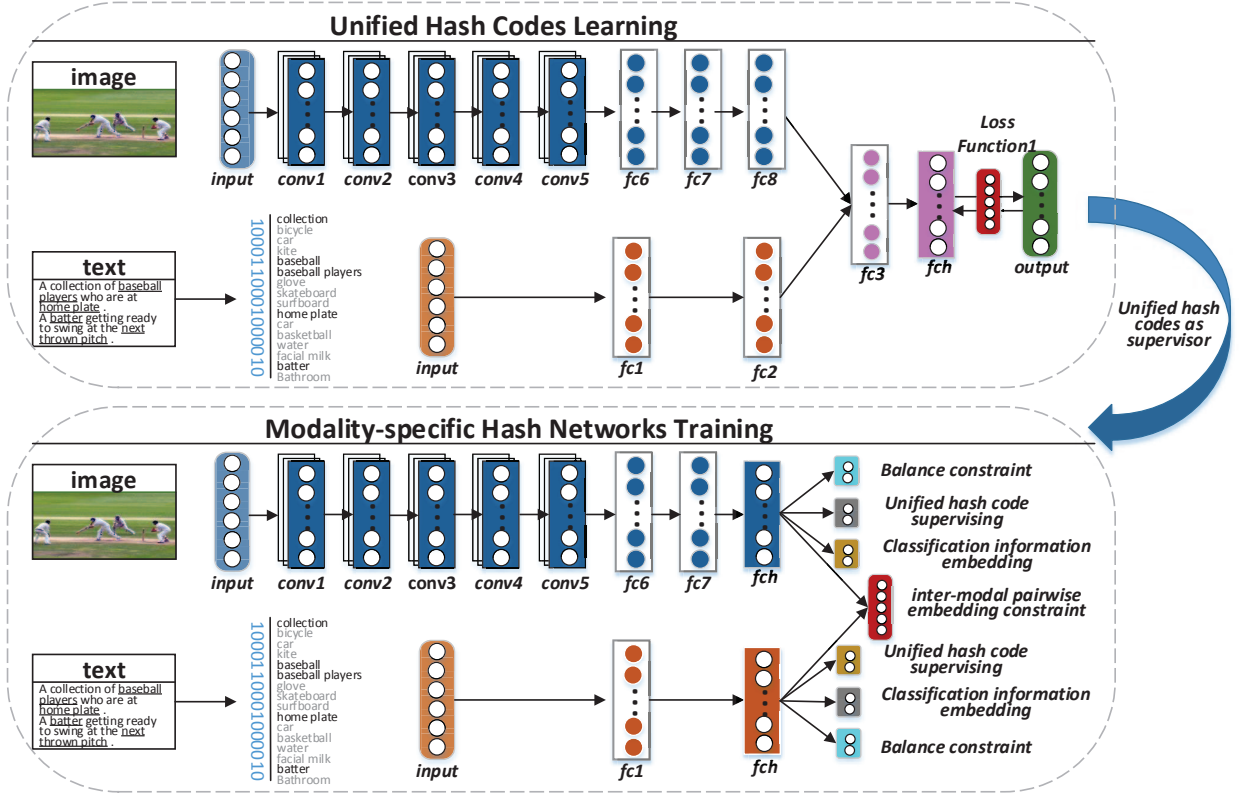 Unified Hash Codes Learning
image
input
conv1
conv2
conv3
conv4
conv5
fc6
fc7
fc8
Loss
Function1
fc3
fch
output
text
A collection of baseball
players who are at
home plate .
A batter getting ready
to swing at the next
thrown pitch .
1000110001000010
collection
bicycle
car
kite
baseball
baseball players
glove
skateboard
surfboard
home plate
car
basketball
water
facial milk
batter
Bathroom
input
fc1
fc2
Unified hash
codes as
supervisor
Modality-specific Hash Networks Training
image
input
conv1
conv2
conv3
conv4
conv5
fc6
fc7
fch
Balance constraint
Unified hash code
supervising
Classification information
embedding
inter-modal pairwise
embedding constraint
text
A collection of baseball
players who are at
home plate .
A batter getting ready
to swing at the next
thrown pitch .
1000110001000010
collection
bicycle
car
kite
baseball
baseball players
glove
skateboard
surfboard
home plate
car
basketball
water
facial milk
batter
Bathroom
input
fc1
fch
Unified hash code
supervising
Classification information
embedding
Balance constraint